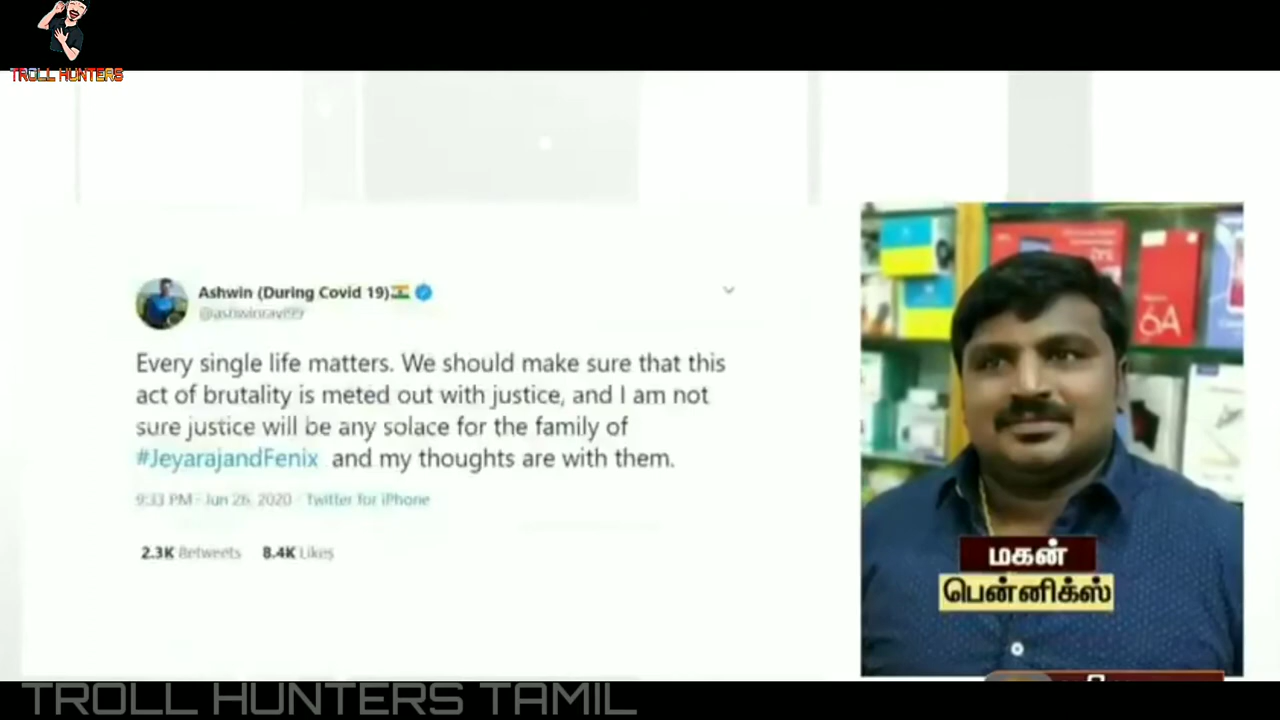 TROLL HUNTERS
Ashwin (During Covid 19)
@ashwinravi99
Every single life matters. We should make sure that this
act of brutality is meted out with justice, and I am not
sure justice will be any solace for the family of
#JeyarajandFenix and my thoughts are with them.
9:33 PM · Jun 26, 2020 · Twitter for iPhone
2.3K Retweets 8.4K Likes
6A
மகன்
பென்னிக்ஸ்
TROLL HUNTERS TAMIL